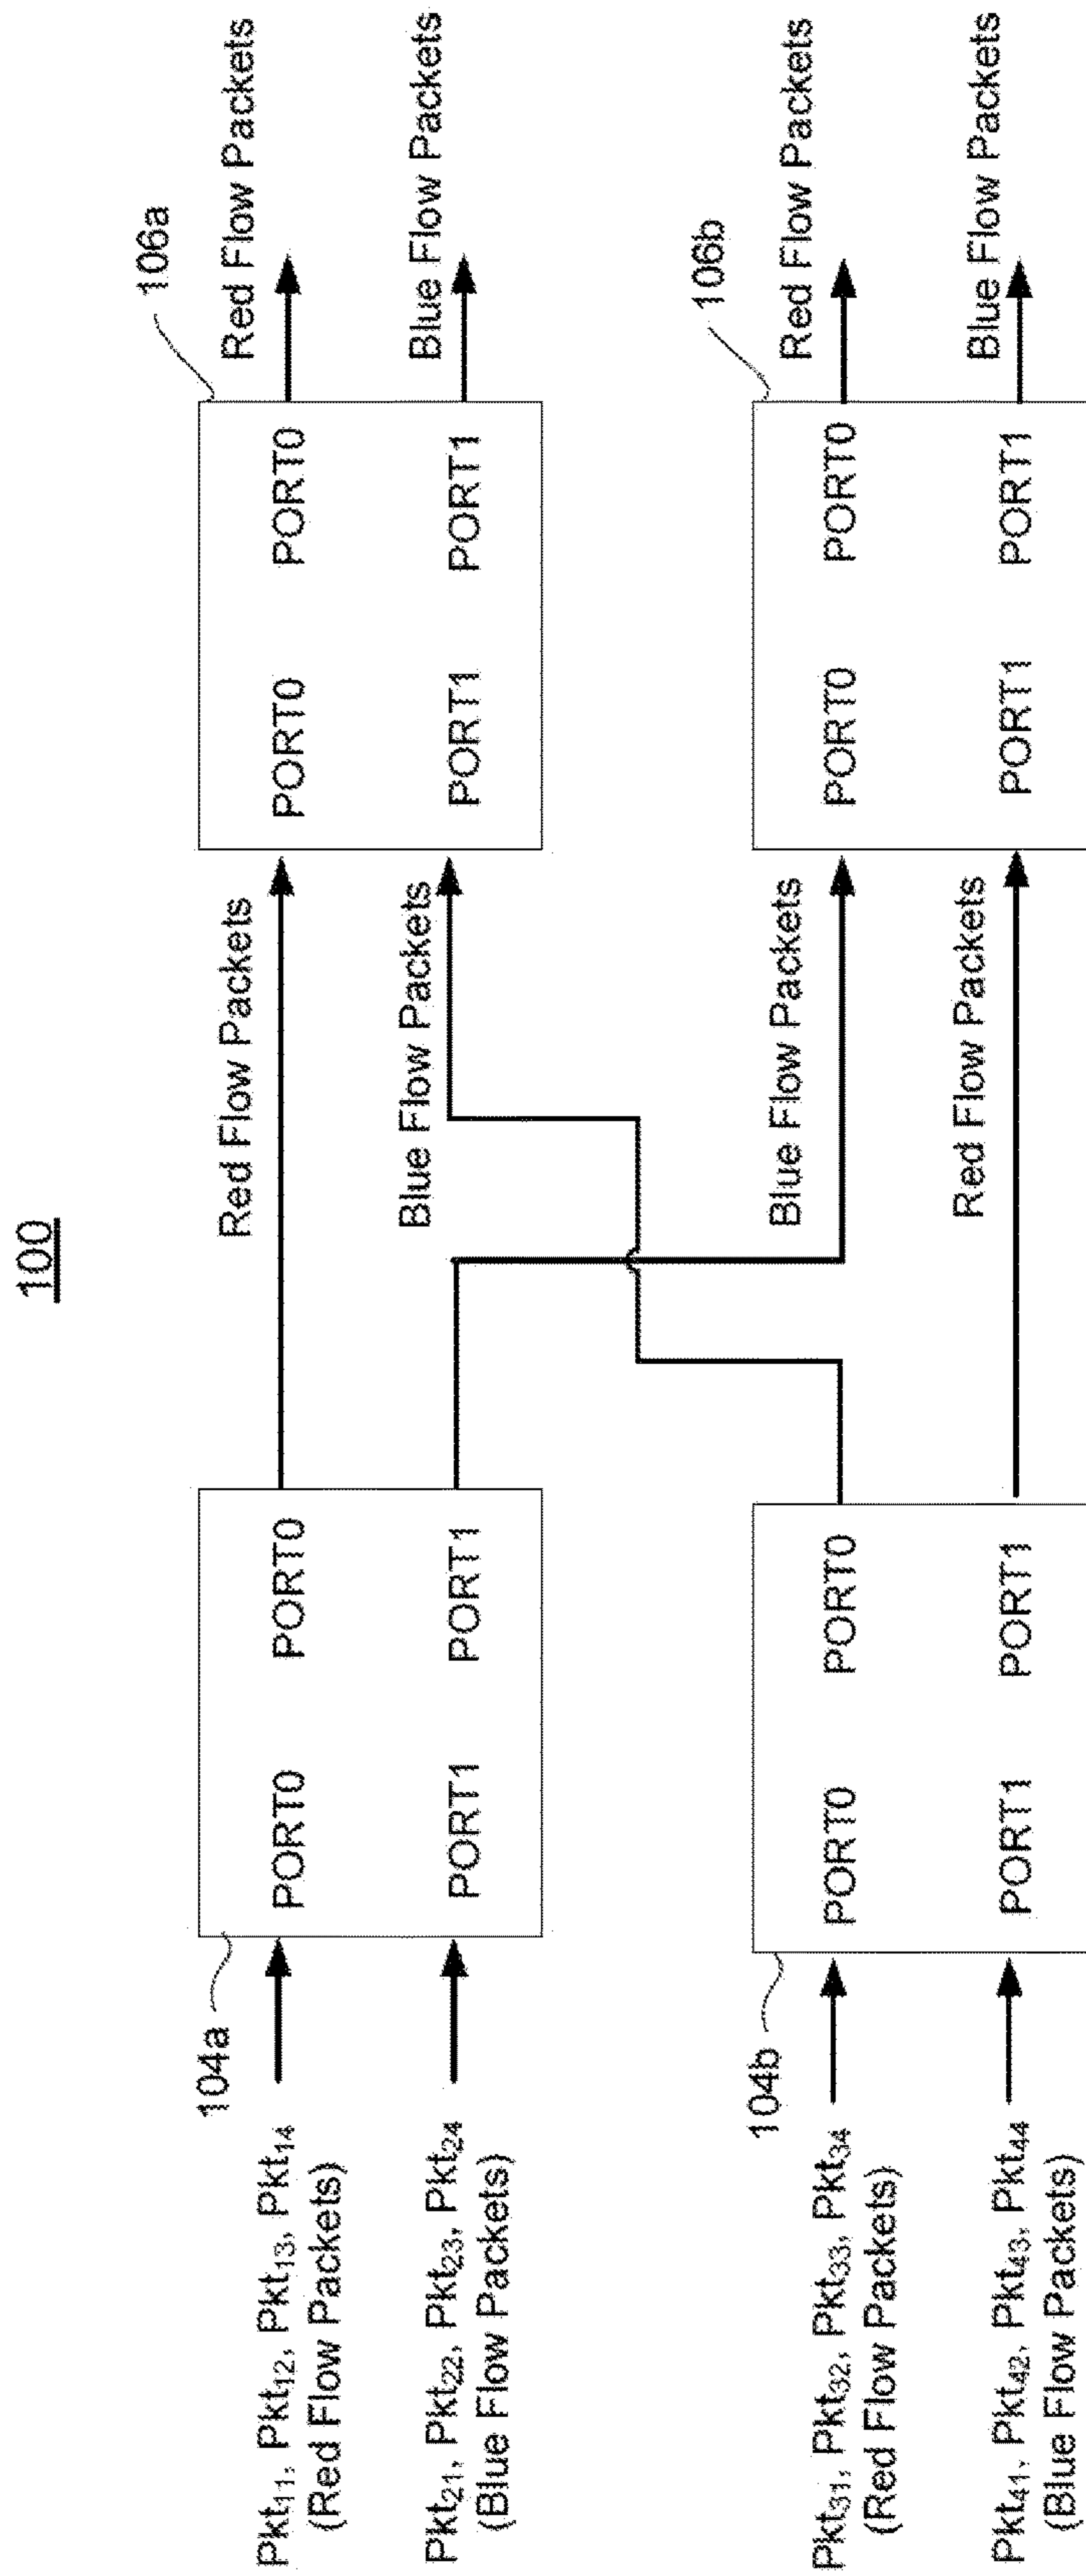 100
104a
Pkt11, Pkt12, Pkt13, Pkt14
(Red Flow Packets)
PORT0
PORT0
Red Flow Packets
106a
PORT0
PORT0
Red Flow Packets
Pkt21, Pkt22, Pkt23, Pkt24
(Blue Flow Packets)
PORT1
PORT1
Blue Flow Packets
PORT1
PORT1
Blue Flow Packets
104b
Pkt31, Pkt32, Pkt33, Pkt34
(Red Flow Packets)
PORT0
PORT0
Blue Flow Packets
106b
PORT0
PORT0
Red Flow Packets
Pkt41, Pkt42, Pkt43, Pkt44
(Blue Flow Packets)
PORT1
PORT1
Red Flow Packets
PORT1
PORT1
Blue Flow Packets